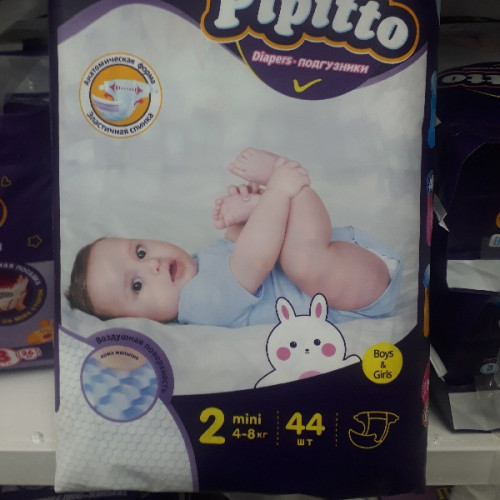 Pipitto
Diapers • подгузники
Анатомическая форма
Эластичная спинка
Воздушная поверхность
Boys
&
Girls
2 mini
4-8 кг
44
шт